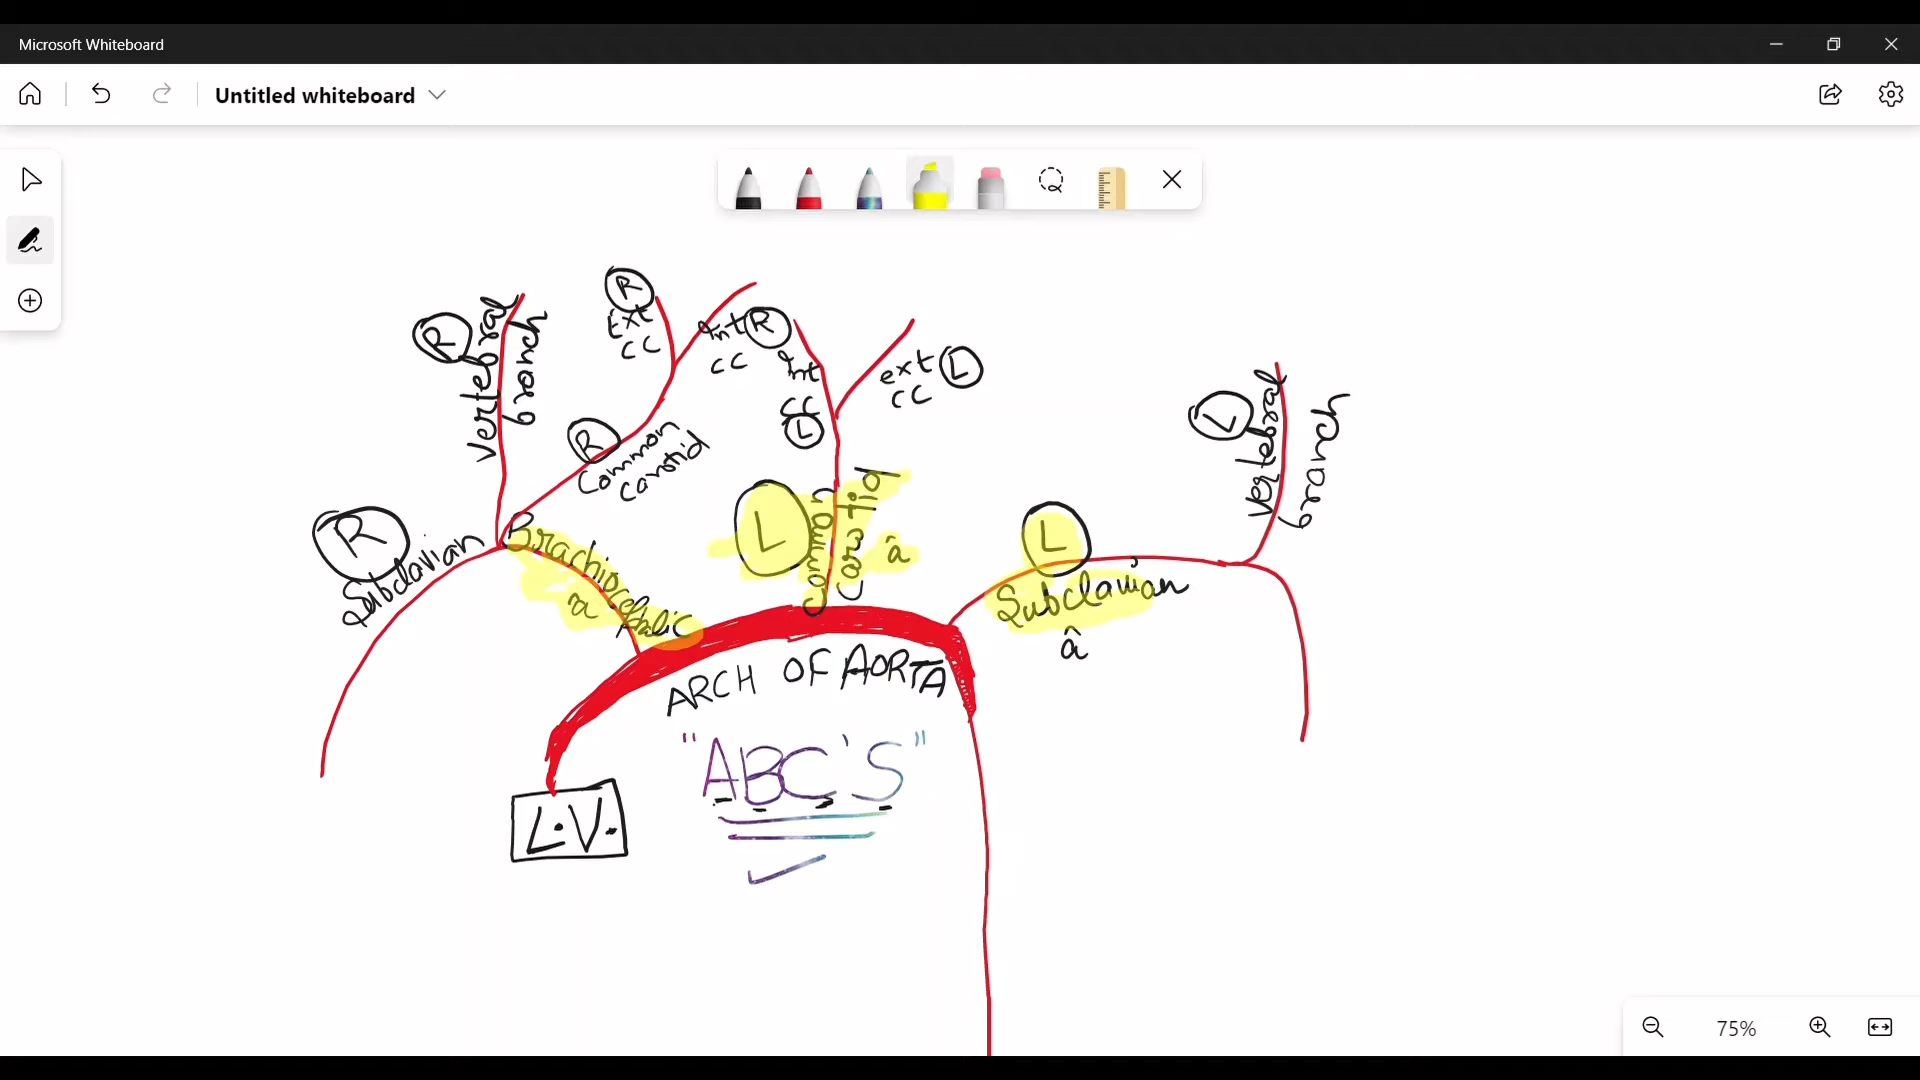 Microsoft Whiteboard
Untitled whiteboard
R
Vertebral
branch
R
Ext
CC
Int R
CC
Int
CC
L
ext L
CC
L
Vertebral
branch
R
Common
carotid
R
Subclavian
Brachiocephalic
a
L
Common
Carotid
a
L
Subclavian
a
ARCH OF AORTA
"ABC'S"
L.V.
75%